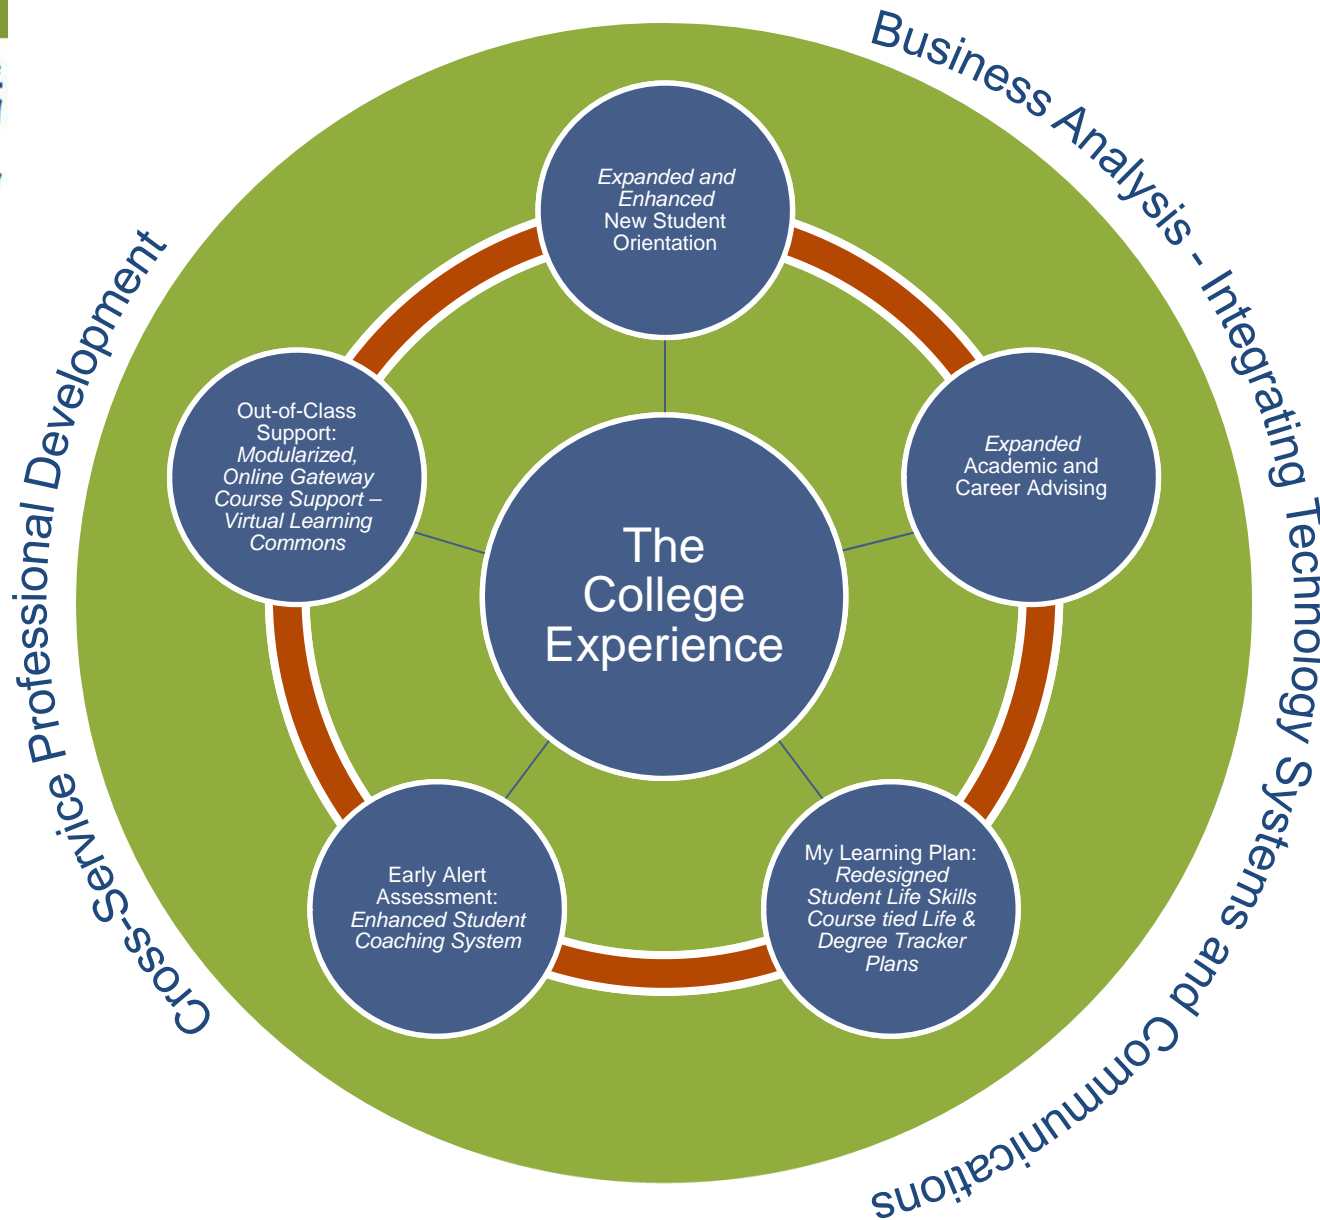 Business Analysis - Integrating Technology Systems and Communications
Cross-Service Professional Development
Expanded and
Enhanced
New Student
Orientation
Out-of-Class
Support:
Modularized,
Online Gateway
Course Support –
Virtual Learning
Commons
Expanded
Academic and
Career Advising
The
College
Experience
Early Alert
Assessment:
Enhanced Student
Coaching System
My Learning Plan:
Redesigned
Student Life Skills
Course tied Life &
Degree Tracker
Plans